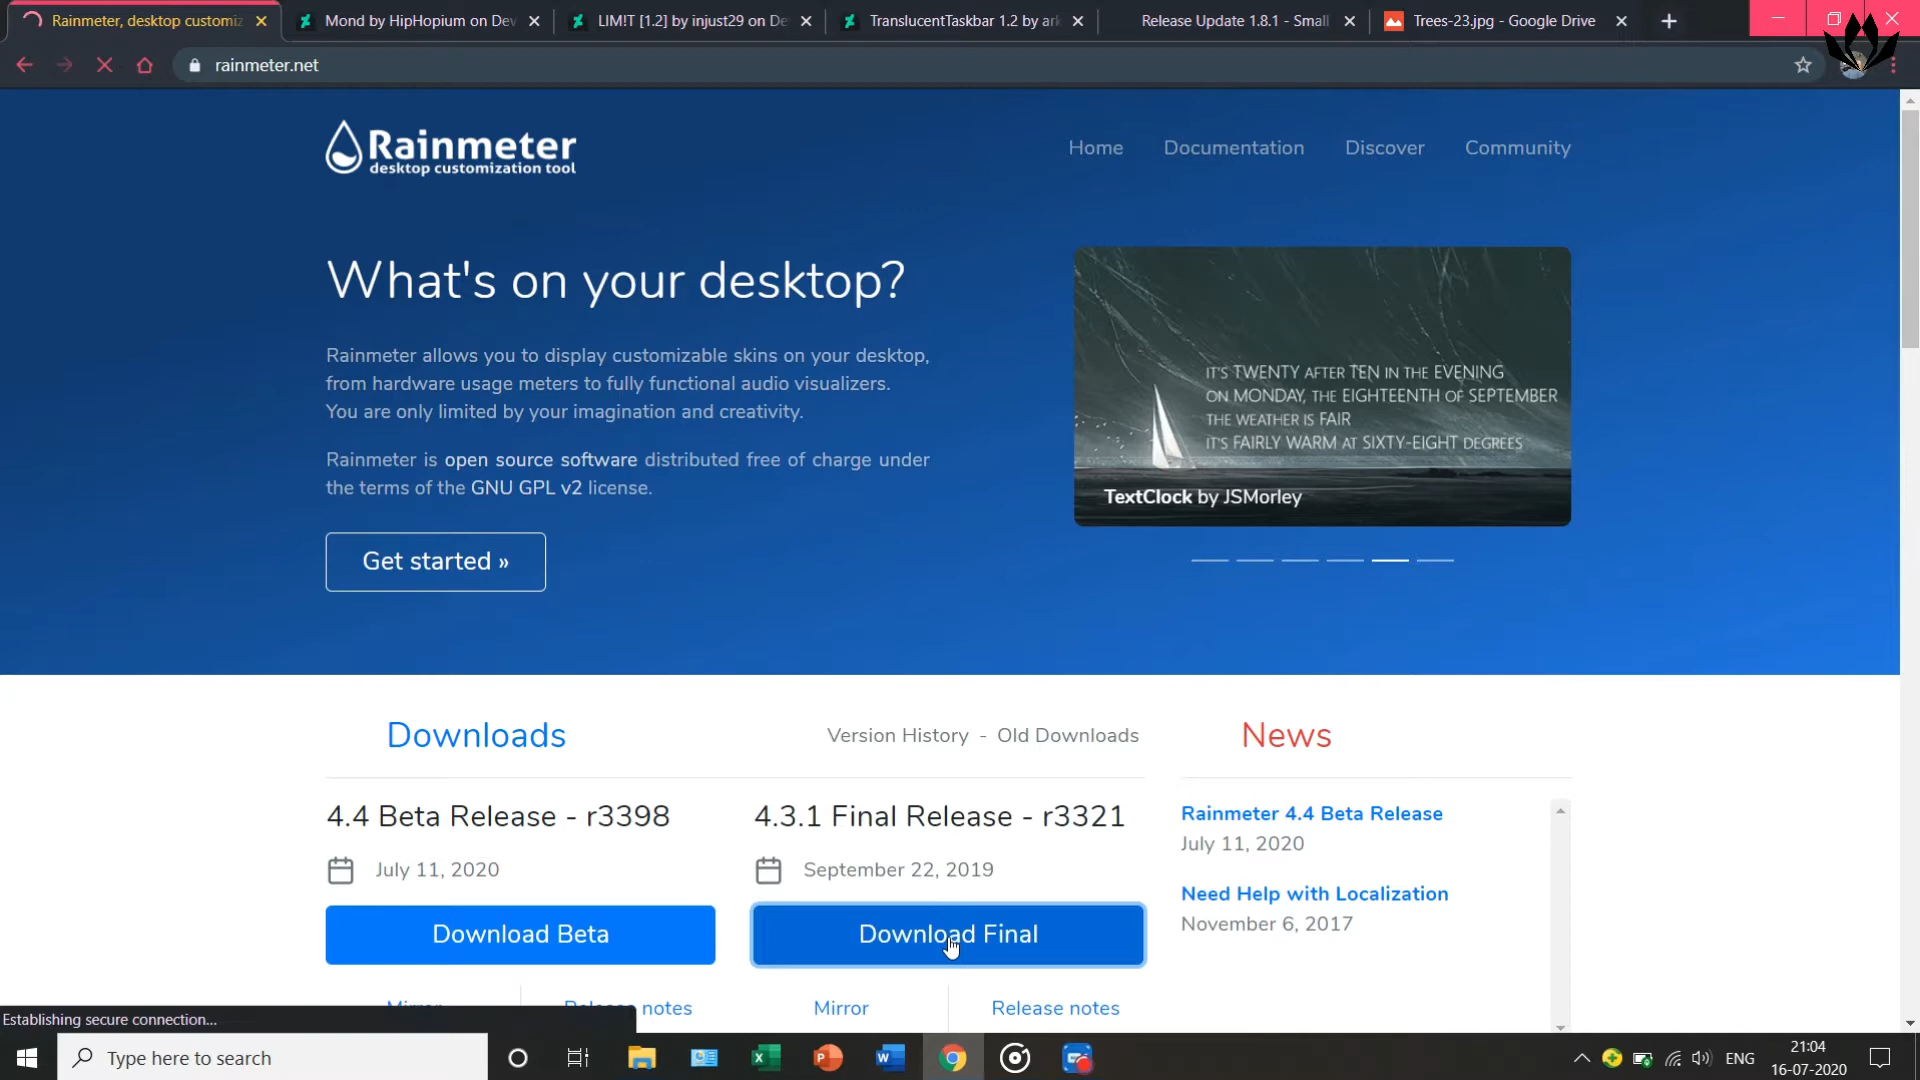 Rainmeter, desktop customiz
Mond by HipHopium on Dev
LIM!T [1.2] by injust29 on De
TranslucentTaskbar 1.2 by ark
Release Update 1.8.1 - Small
Trees-23.jpg - Google Drive
rainmeter.net
Rainmeter
desktop customization tool
Home
Documentation
Discover
Community
What's on your desktop?
Rainmeter allows you to display customizable skins on your desktop,
from hardware usage meters to fully functional audio visualizers.
You are only limited by your imagination and creativity.
Rainmeter is open source software distributed free of charge under
the terms of the GNU GPL v2 license.
Get started »
IT'S TWENTY AFTER TEN IN THE EVENING
ON MONDAY, THE EIGHTEENTH OF SEPTEMBER
THE WEATHER IS FAIR
IT'S FAIRLY WARM AT SIXTY-EIGHT DEGREES
TextClock by JSMorley
Downloads
Version History - Old Downloads
News
4.4 Beta Release - r3398
July 11, 2020
Download Beta
Mirror
Release notes
4.3.1 Final Release - r3321
September 22, 2019
Download Final
Mirror
Release notes
Rainmeter 4.4 Beta Release
July 11, 2020
Need Help with Localization
November 6, 2017
Establishing secure connection...
Type here to search
ENG
21:04
16-07-2020